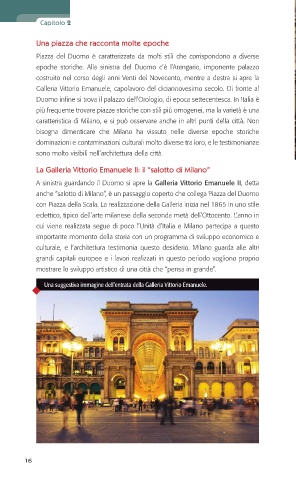 Capitolo 2
Una piazza che racconta molte epoche
Piazza del Duomo è caratterizzata da molti stili che corrispondono a diverse
epoche storiche. Alla sinistra del Duomo c'è l'Arengario, imponente palazzo
costruito nel corso degli anni Venti del Novecento, mentre a destra si apre la
Galleria Vittorio Emanuele, capolavoro del diciannovesimo secolo. Di fronte al
Duomo infine si trova il palazzo dell'Orologio, di epoca settecentesca. In Italia è
più frequente trovare piazze storiche con stili più omogenei, ma la varietà è una
caratteristica di Milano, e si può osservare anche in altri punti della città. Non
bisogna dimenticare che Milano ha vissuto nelle diverse epoche storiche
dominazioni e contaminazioni culturali molto diverse tra loro, e le testimonianze
sono molto visibili nell'architettura della città.
La Galleria Vittorio Emanuele II: il "salotto di Milano"
A sinistra guardando il Duomo si apre la Galleria Vittorio Emanuele II, detta
anche "salotto di Milano", è un passaggio coperto che collega Piazza del Duomo
con Piazza della Scala. La realizzazione della Galleria inizia nel 1865 in uno stile
eclettico, tipico dell'arte milanese della seconda metà dell'Ottocento. L'anno in
cui viene realizzata segue di poco l'Unità d'Italia e Milano partecipa a questo
importante momento della storia con un programma di sviluppo economico e
culturale, e l'architettura testimonia questo desiderio. Milano guarda alle altri
grandi capitali europee e i lavori realizzati in questo periodo vogliono proprio
mostrare lo sviluppo artistico di una città che "pensa in grande".
Una suggestiva immagine dell'entrata della Galleria Vittorio Emanuele.
16